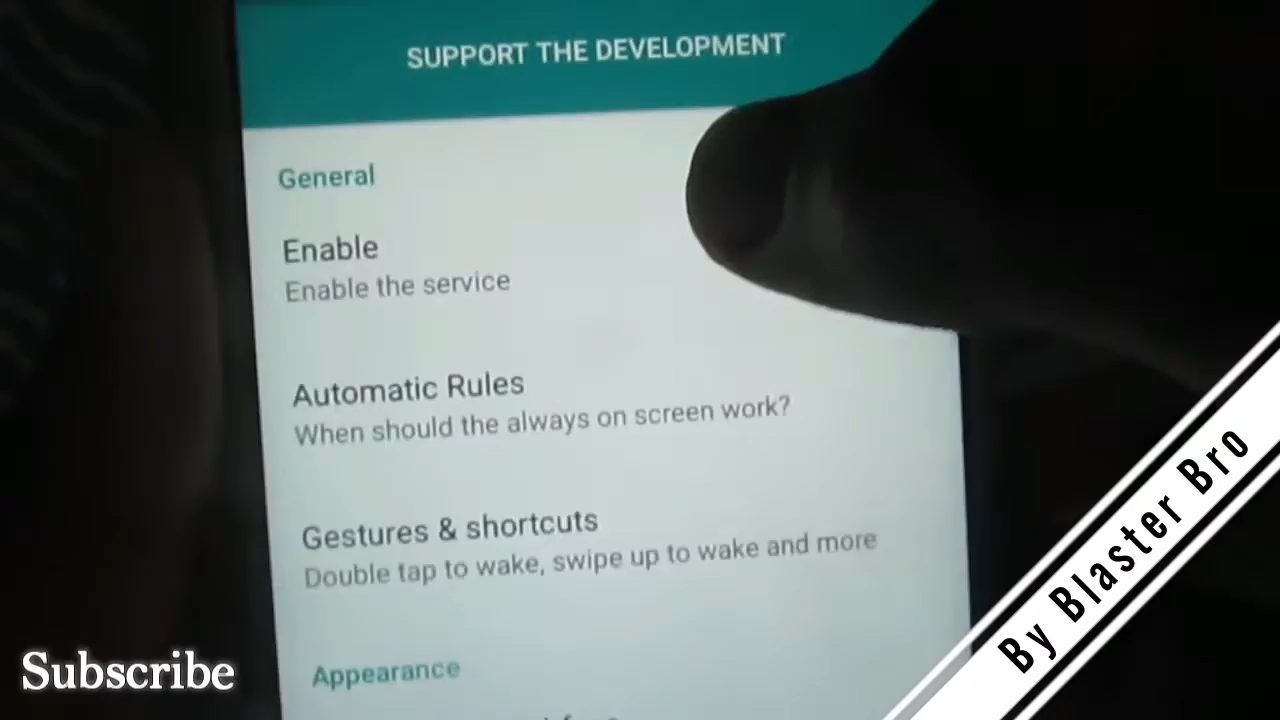 SUPPORT THE DEVELOPMENT
General
Enable
Enable the service
Automatic Rules
When should the always on screen work?
Gestures & shortcuts
Double tap to wake, swipe up to wake and more
Appearance
Subscribe
By Blaster Bro